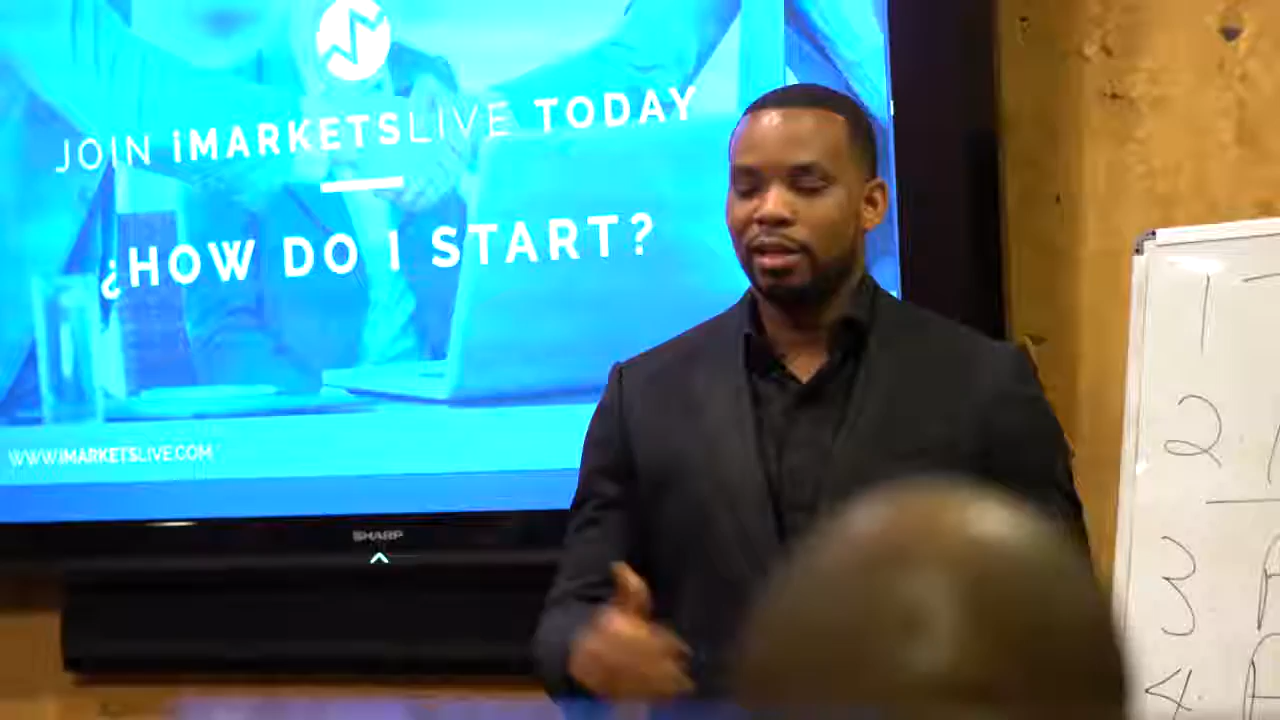 JOIN iMARKETSLIVE TODAY
¿HOW DO I START?
WWW.IMARKETSLIVE.COM
SHARP
1
2
3
4